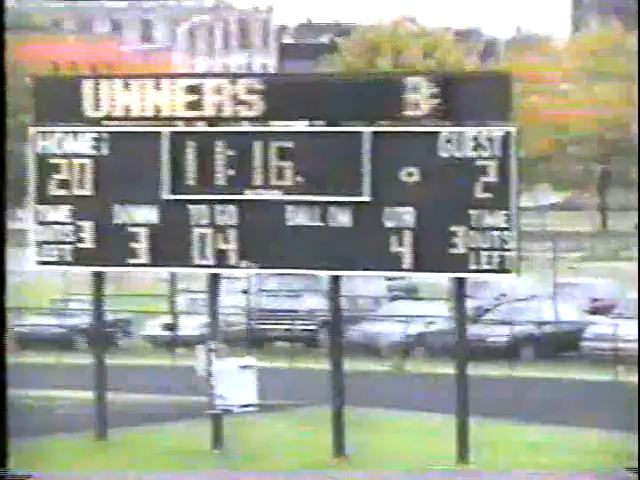 UMMERS B
HOME 11:16 GUEST
20 2
TIME DOWN TO GO BALL ON QTR TIME
OUTS 3 3 04 4 3 OUTS
LEFT LEFT